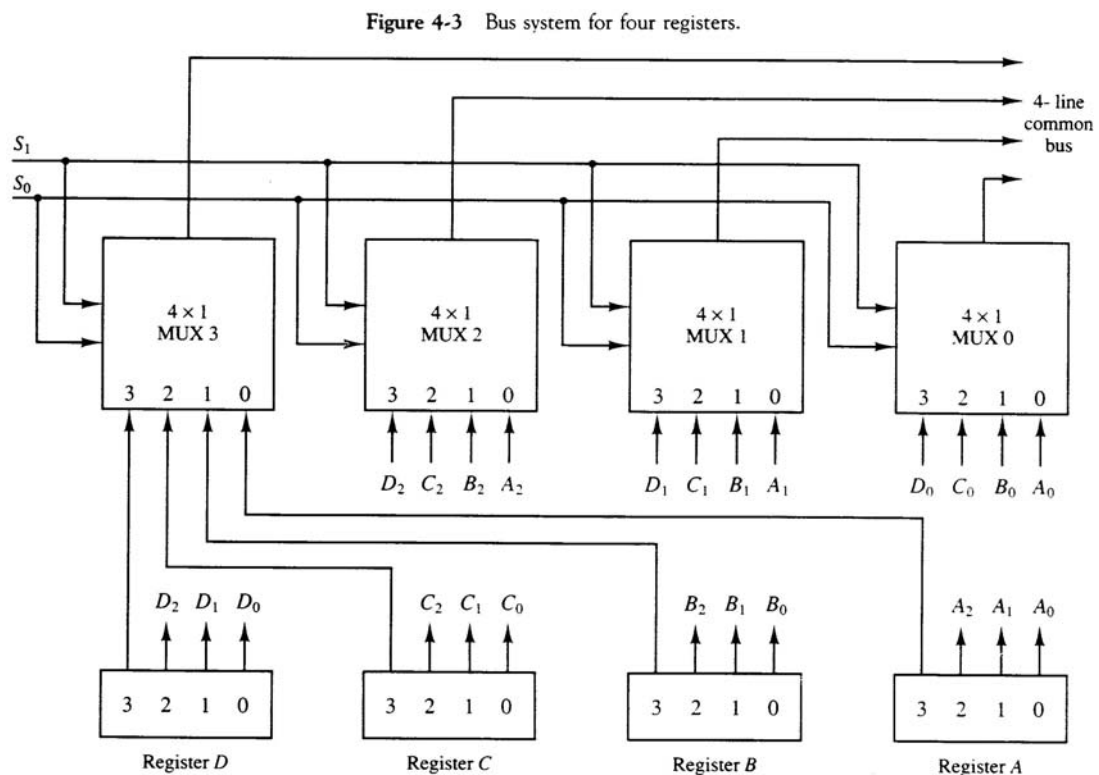 Figure 4-3 Bus system for four registers.
4- line
common
bus
S₁
S₀
4 × 1
MUX 3
3 2 1 0
4 × 1
MUX 2
3 2 1 0
4 × 1
MUX 1
3 2 1 0
4 × 1
MUX 0
3 2 1 0
D₂ C₂ B₂ A₂
D₁ C₁ B₁ A₁
D₀ C₀ B₀ A₀
D₂ D₁ D₀
C₂ C₁ C₀
B₂ B₁ B₀
A₂ A₁ A₀
3 2 1 0
3 2 1 0
3 2 1 0
3 2 1 0
Register D
Register C
Register B
Register A